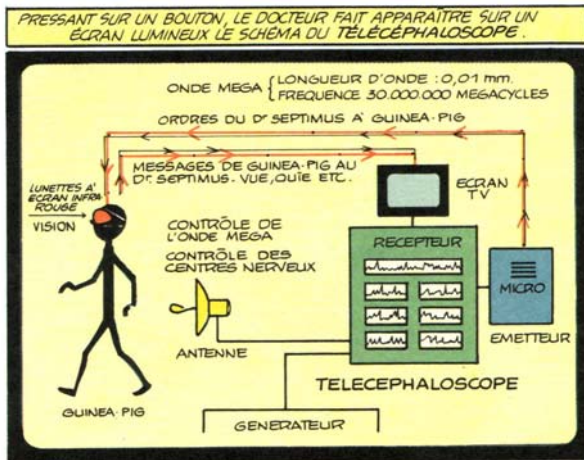 PRESSANT SUR UN BOUTON, LE DOCTEUR FAIT APPARAÎTRE SUR UN
ÉCRAN LUMINEUX LE SCHÉMA DU TÉLÉCÉPHALOSCOPE.
ONDE MEGA { LONGUEUR D'ONDE : 0,01 mm.
FREQUENCE 30.000.000 MEGACYCLES
ORDRES DU Dr SEPTIMUS A' GUINEA-PIG
MESSAGES DE GUINEA-PIG AU
Dr. SEPTIMUS - VUE, OUÏE ETC.
LUNETTES A'
ECRAN INFRA
ROUGE
VISION
ECRAN
TV
CONTRÔLE DE
L'ONDE MEGA
CONTRÔLE DES
CENTRES NERVEUX
RECEPTEUR
MICRO
EMETTEUR
ANTENNE
TELECEPHALOSCOPE
GUINEA-PIG
GENERATEUR